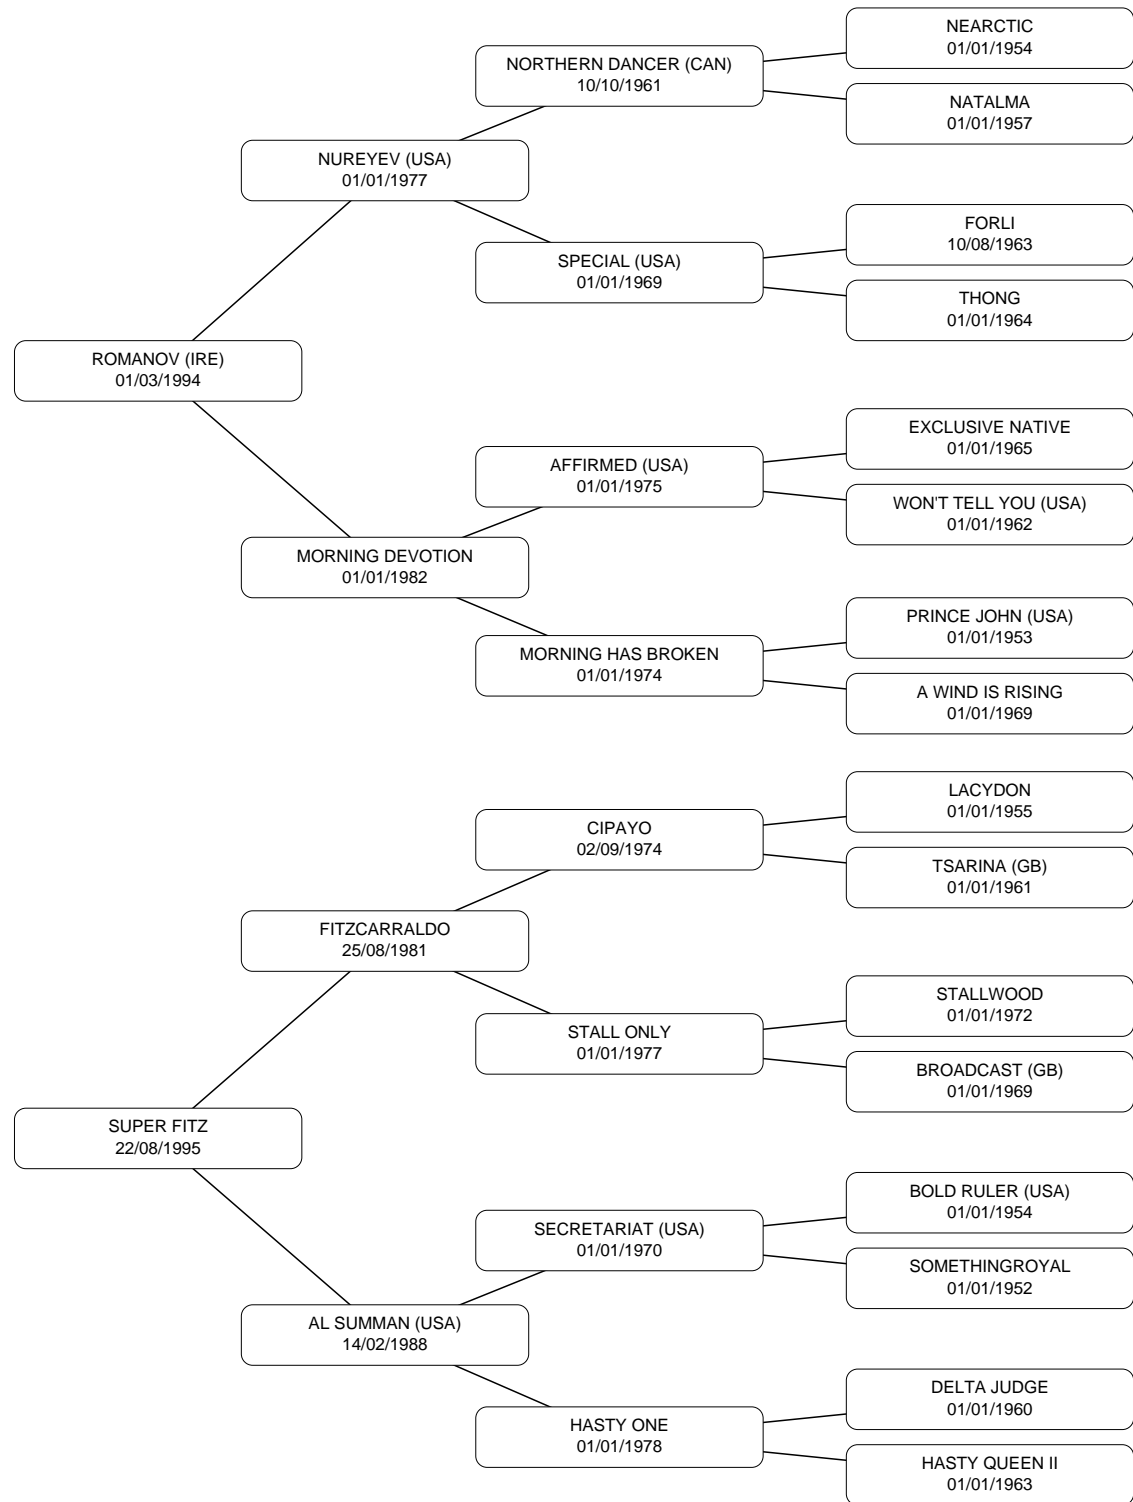 NEARCTIC
01/01/1954
NORTHERN DANCER (CAN)
10/10/1961
NATALMA
01/01/1957
NUREYEV (USA)
01/01/1977
FORLI
10/08/1963
SPECIAL (USA)
01/01/1969
THONG
01/01/1964
ROMANOV (IRE)
01/03/1994
EXCLUSIVE NATIVE
01/01/1965
AFFIRMED (USA)
01/01/1975
WON'T TELL YOU (USA)
01/01/1962
MORNING DEVOTION
01/01/1982
PRINCE JOHN (USA)
01/01/1953
MORNING HAS BROKEN
01/01/1974
A WIND IS RISING
01/01/1969
LACYDON
01/01/1955
CIPAYO
02/09/1974
TSARINA (GB)
01/01/1961
FITZCARRALDO
25/08/1981
STALLWOOD
01/01/1972
STALL ONLY
01/01/1977
BROADCAST (GB)
01/01/1969
SUPER FITZ
22/08/1995
BOLD RULER (USA)
01/01/1954
SECRETARIAT (USA)
01/01/1970
SOMETHINGROYAL
01/01/1952
AL SUMMAN (USA)
14/02/1988
DELTA JUDGE
01/01/1960
HASTY ONE
01/01/1978
HASTY QUEEN II
01/01/1963